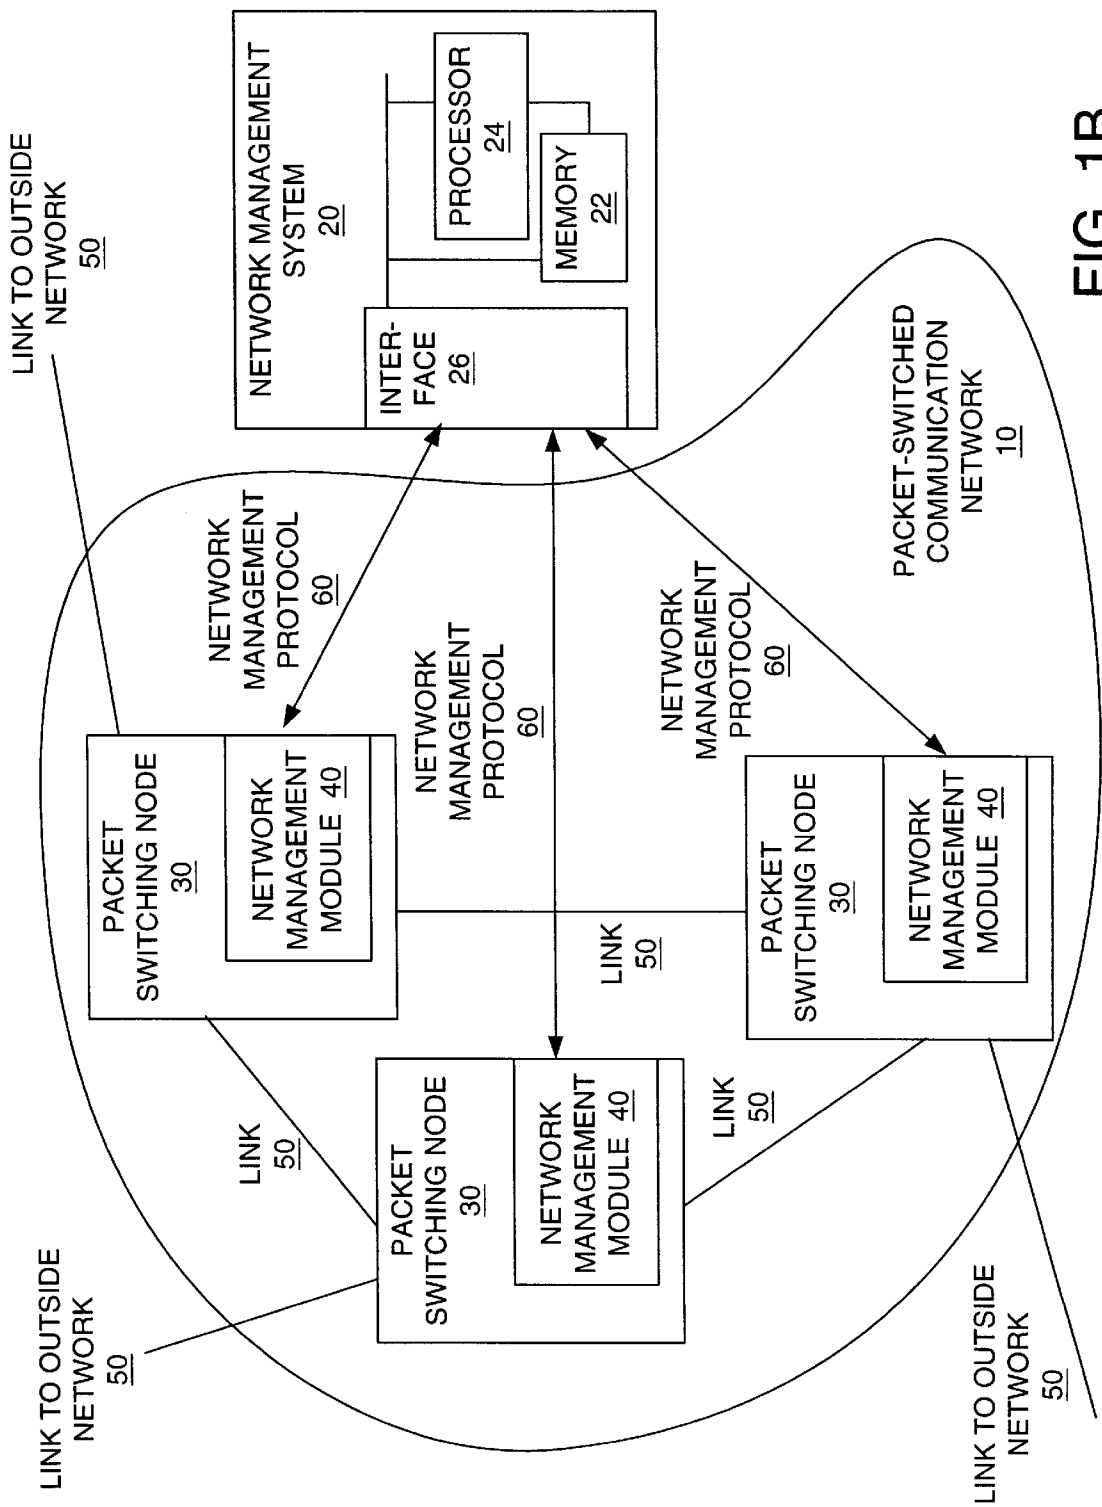 LINK TO OUTSIDE
NETWORK
50
LINK TO OUTSIDE
NETWORK
50
PACKET
SWITCHING NODE
30
NETWORK
MANAGEMENT
MODULE 40
NETWORK
MANAGEMENT
PROTOCOL
60
NETWORK MANAGEMENT
SYSTEM
20
INTER-
FACE
26
PROCESSOR
24
MEMORY
22
LINK
50
PACKET
SWITCHING NODE
30
NETWORK
MANAGEMENT
MODULE 40
NETWORK
MANAGEMENT
PROTOCOL
60
LINK
50
LINK
50
NETWORK
MANAGEMENT
PROTOCOL
60
PACKET
SWITCHING NODE
30
NETWORK
MANAGEMENT
MODULE 40
PACKET-SWITCHED
COMMUNICATION
NETWORK
10
LINK TO OUTSIDE
NETWORK
50
FIG. 1B